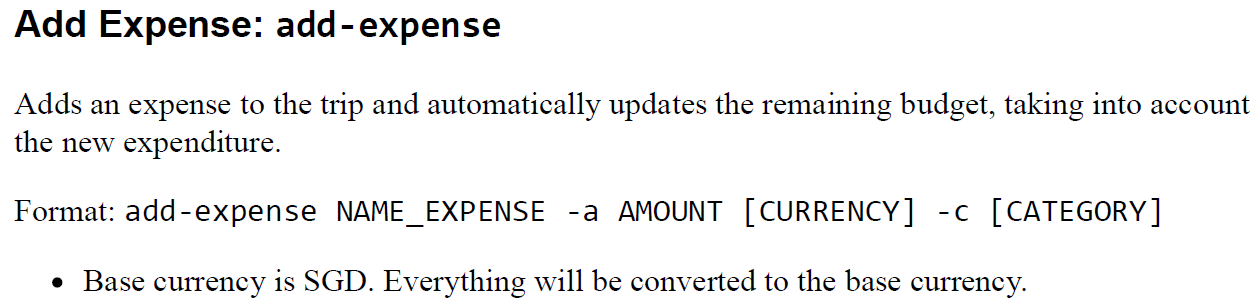 Add Expense: add-expense
Adds an expense to the trip and automatically updates the remaining budget, taking into account
the new expenditure.
Format: add-expense NAME_EXPENSE -a AMOUNT [CURRENCY] -c [CATEGORY]
• Base currency is SGD. Everything will be converted to the base currency.